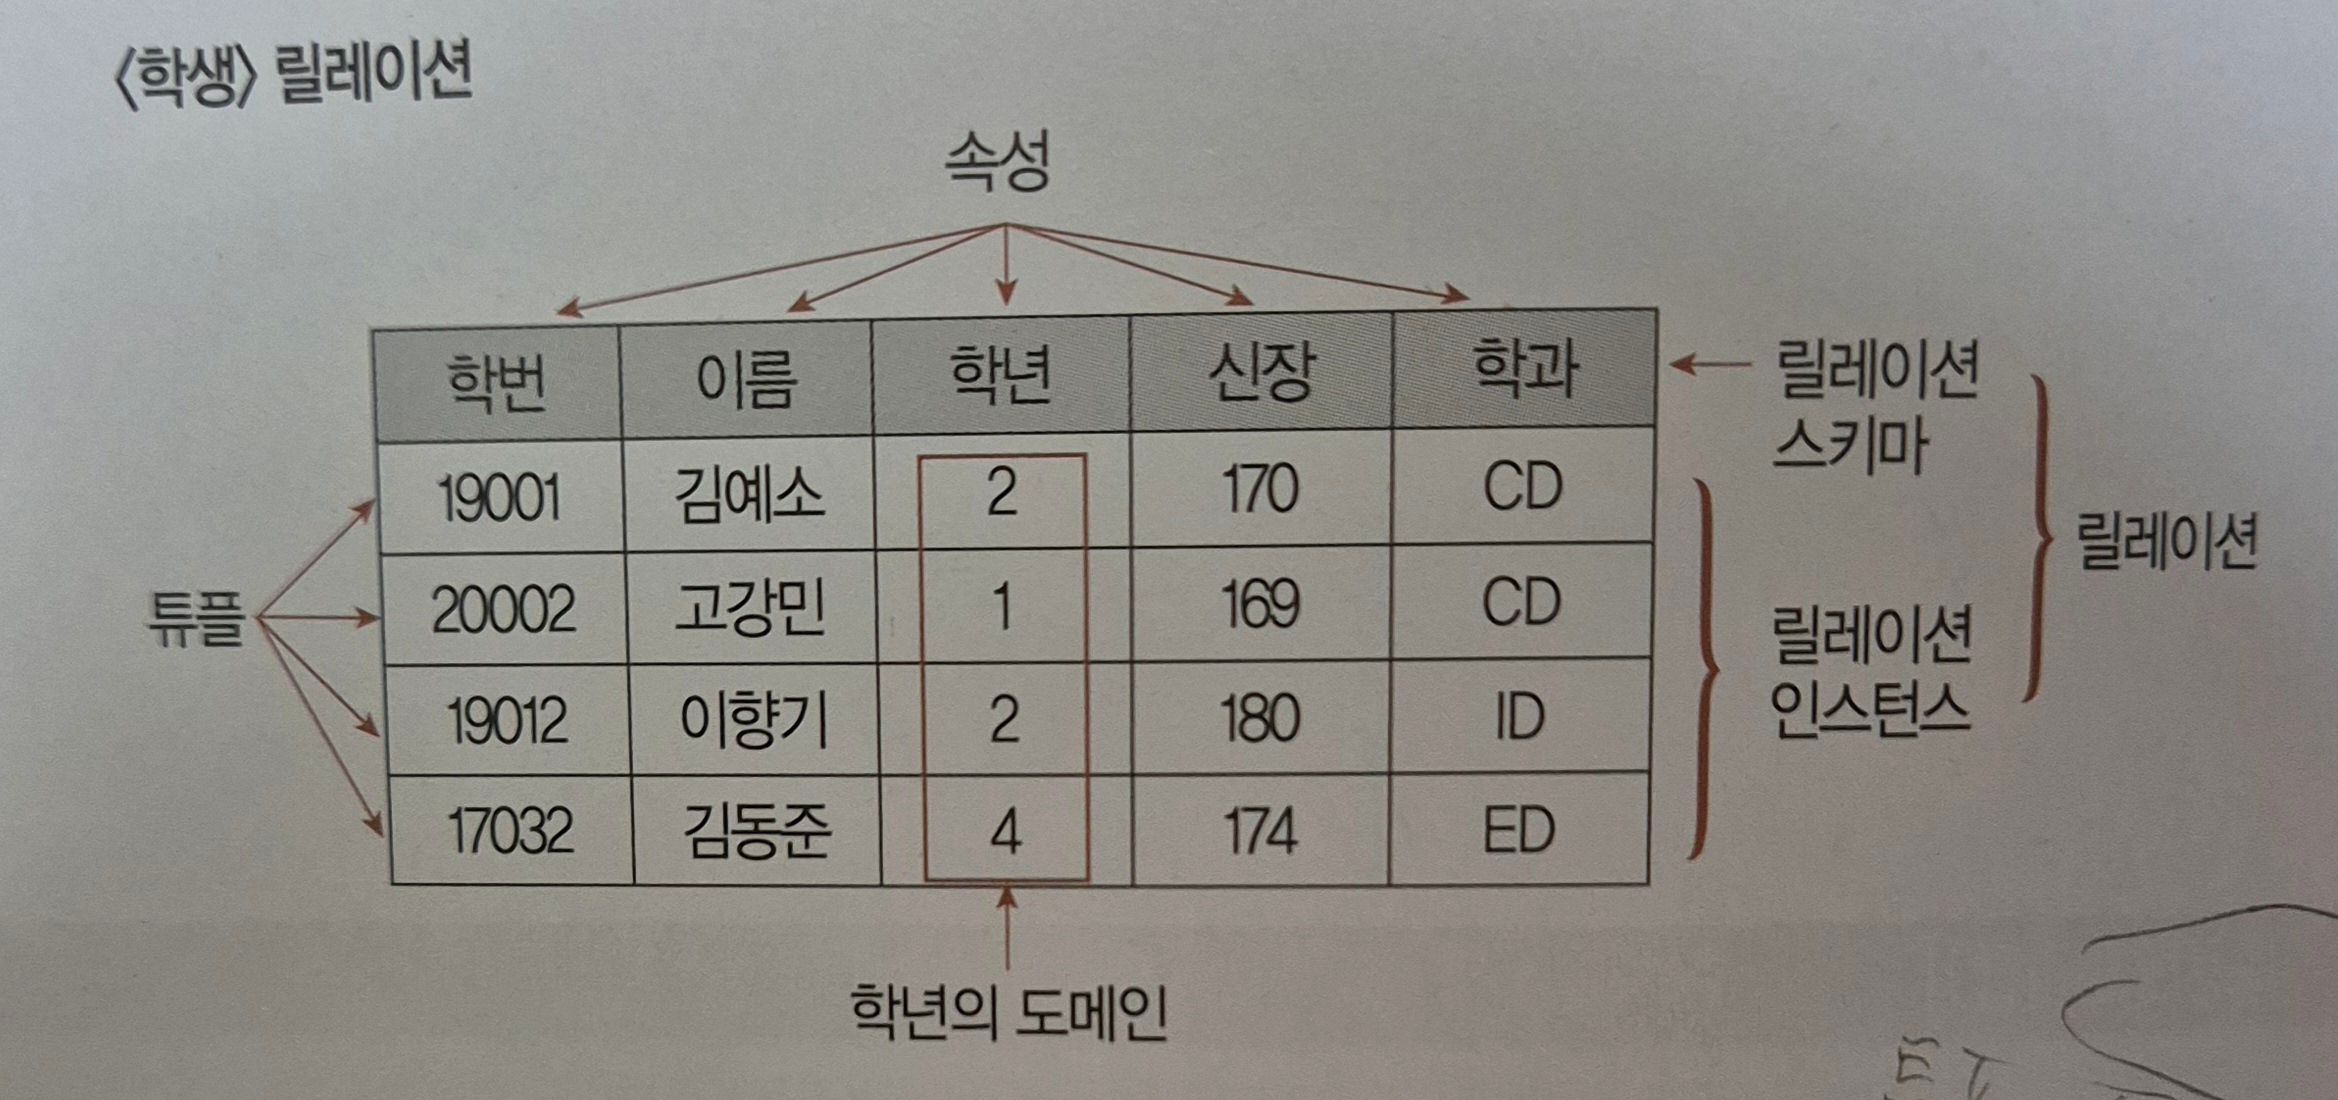 〈학생〉 릴레이션
속성
학번 이름 학년 신장 학과
19001 김예소 2 170 CD
20002 고강민 1 169 CD
19012 이향기 2 180 ID
17032 김동준 4 174 ED
튜플
릴레이션
스키마
릴레이션
인스턴스
릴레이션
학년의 도메인